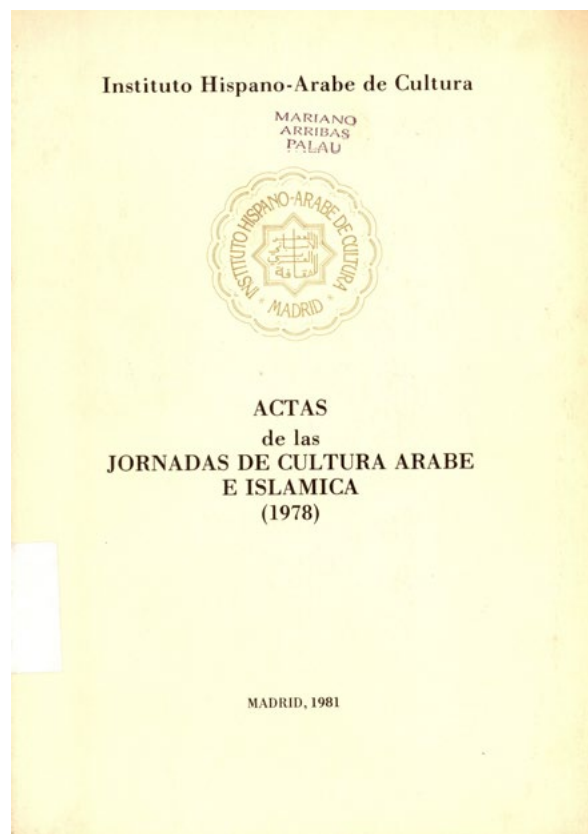 Instituto Hispano-Arabe de Cultura
MARIANO
ARRIBAS
PALAU
INSTITUTO HISPANO-ARABE DE CULTURA
MADRID
ACTAS
de las
JORNADAS DE CULTURA ARABE
E ISLAMICA
(1978)
MADRID, 1981